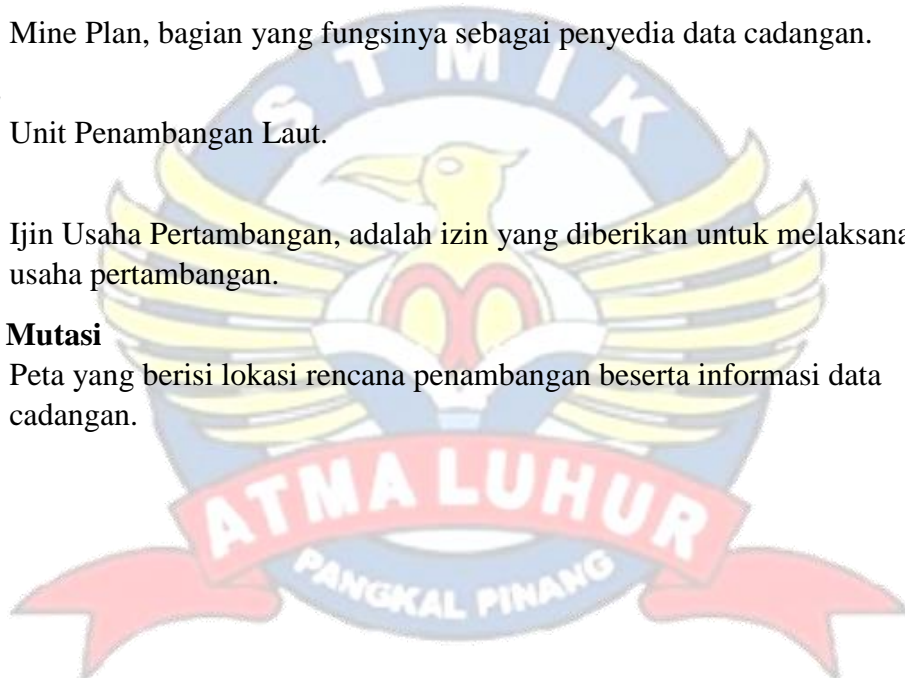 Mine Plan, bagian yang fungsinya sebagai penyedia data cadangan.
Unit Penambangan Laut.
Ijin Usaha Pertambangan, adalah izin yang diberikan untuk melaksana
usaha pertambangan.
Mutasi
Peta yang berisi lokasi rencana penambangan beserta informasi data
cadangan.
STMIK
ATMA LUHUR
PANGKAL PINANG